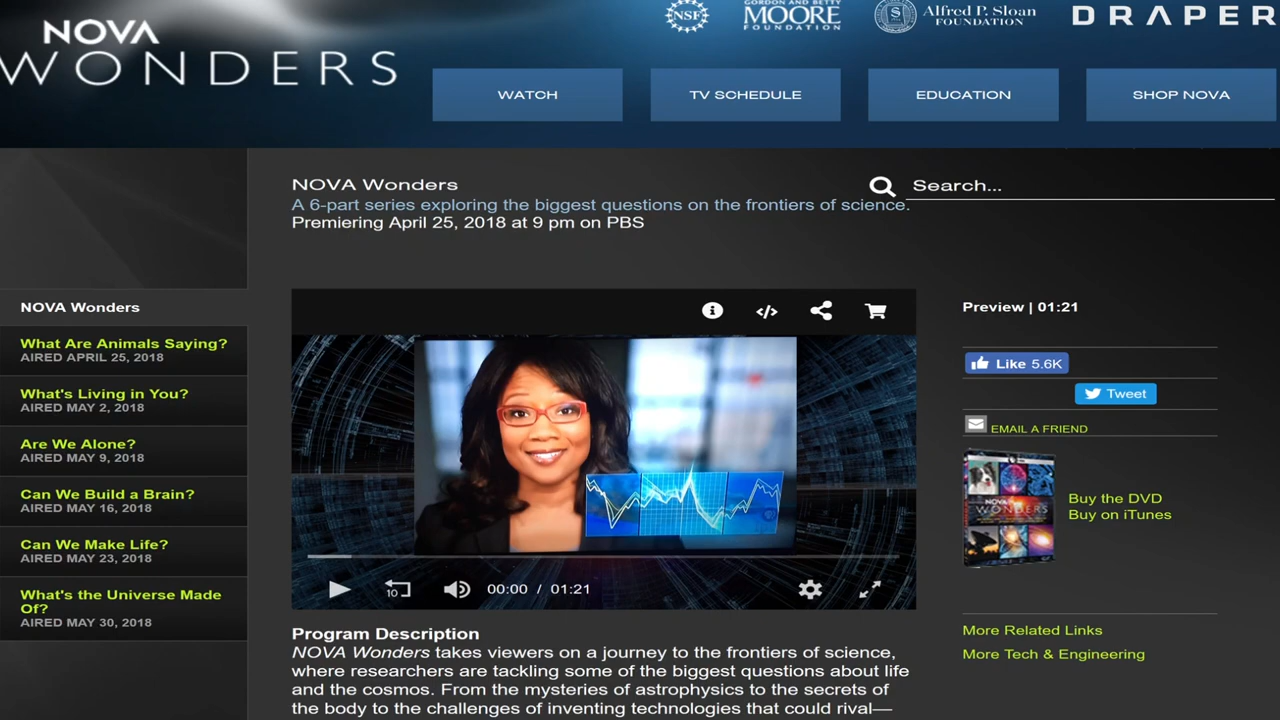 NOVA
WONDERS
NSF
GORDON AND BETTY
MOORE
FOUNDATION
Alfred P. Sloan
FOUNDATION
DRAPER
WATCH
TV SCHEDULE
EDUCATION
SHOP NOVA
NOVA Wonders
A 6-part series exploring the biggest questions on the frontiers of science.
Premiering April 25, 2018 at 9 pm on PBS
Search...
NOVA Wonders
What Are Animals Saying?
AIRED APRIL 25, 2018
What's Living in You?
AIRED MAY 2, 2018
Are We Alone?
AIRED MAY 9, 2018
Can We Build a Brain?
AIRED MAY 16, 2018
Can We Make Life?
AIRED MAY 23, 2018
What's the Universe Made
Of?
AIRED MAY 30, 2018
10
00:00 / 01:21
Preview | 01:21
Like 5.6K
Tweet
EMAIL A FRIEND
NOVA
WONDERS
Buy the DVD
Buy on iTunes
More Related Links
More Tech & Engineering
Program Description
NOVA Wonders takes viewers on a journey to the frontiers of science,
where researchers are tackling some of the biggest questions about life
and the cosmos. From the mysteries of astrophysics to the secrets of
the body to the challenges of inventing technologies that could rival—